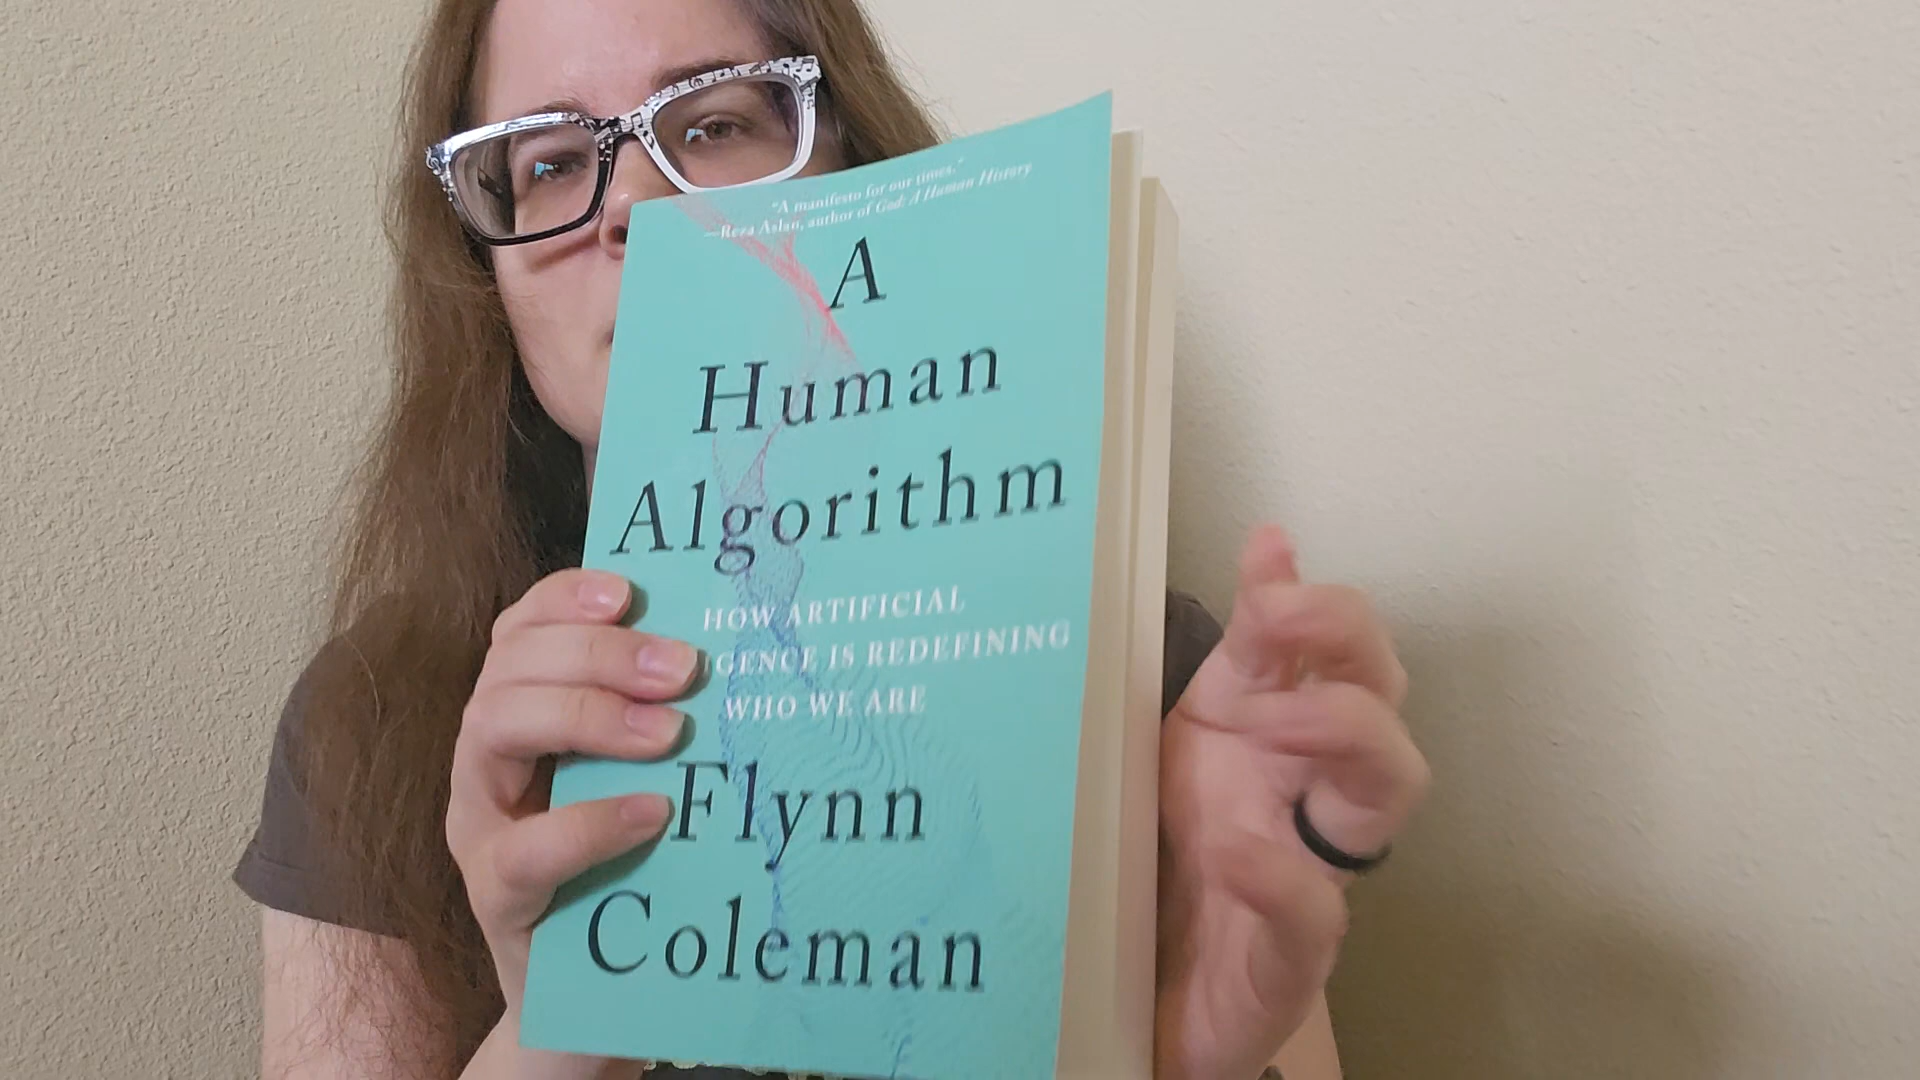 "A manifesto for our times."
—Reza Aslan, author of God: A Human History
A
Human
Algorithm
HOW ARTIFICIAL
IS REDEFINING
WHO WE ARE
Flynn
Coleman